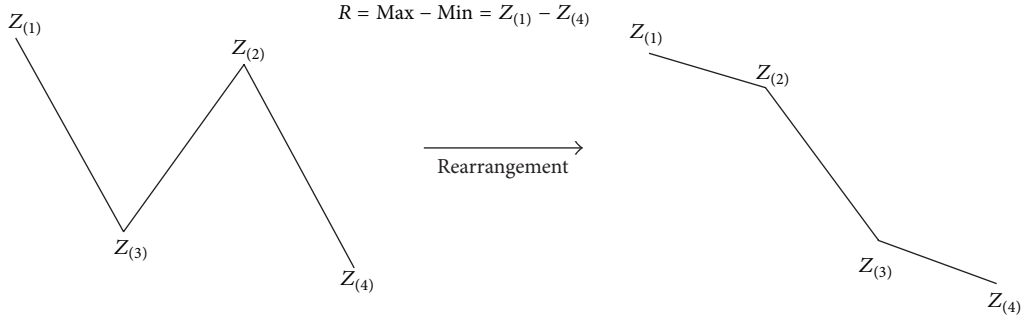 R = Max − Min = Z(1) − Z(4)
Z(1)
Z(2)
Z(3)
Z(4)
Rearrangement
Z(1)
Z(2)
Z(3)
Z(4)